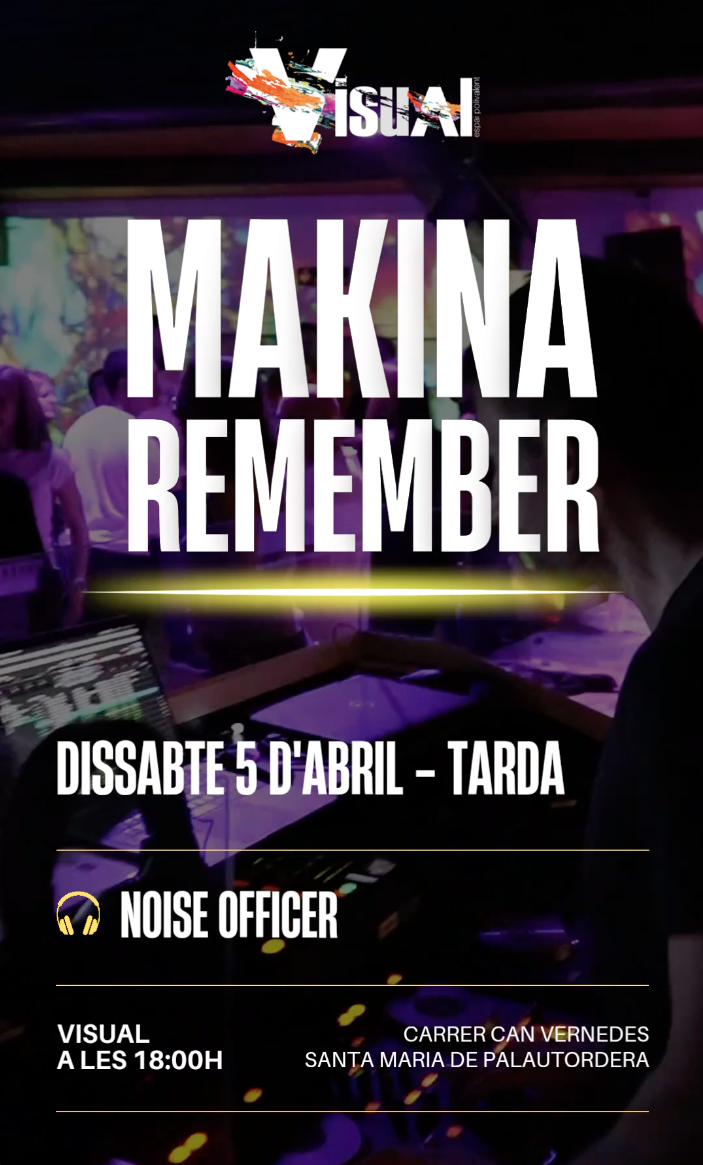 Visual
espai polivalent
MAKINA
REMEMBER
DISSABTE 5 D'ABRIL – TARDA
NOISE OFFICER
VISUAL
A LES 18:00H
CARRER CAN VERNEDES
SANTA MARIA DE PALAUTORDERA